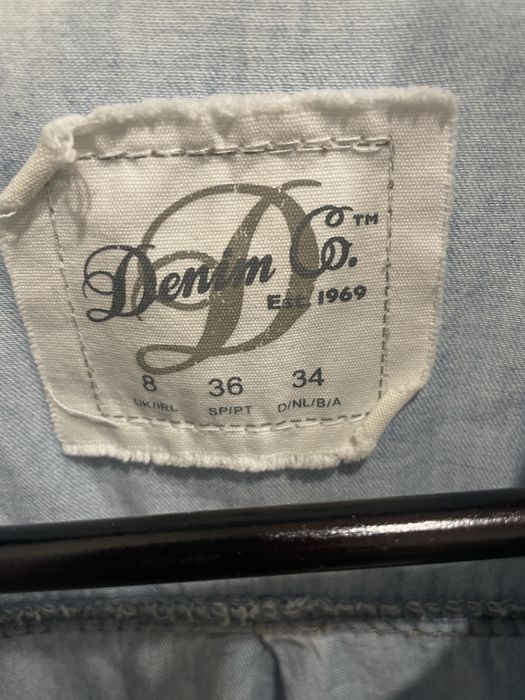 D
Denim Co.™
Est. 1969
8 36 34
UK/IRL SP/PT D/NL/B/A